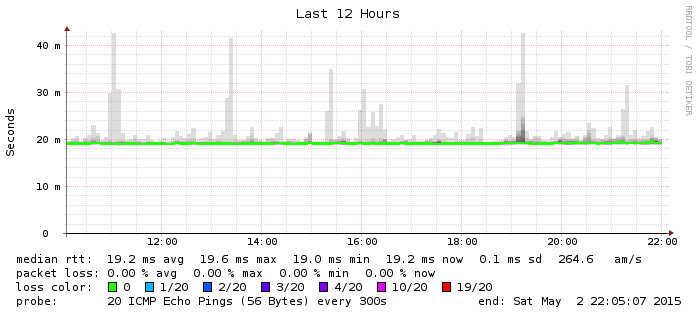 Last 12 Hours
RRDTOOL / TOBI OETIKER
Seconds
40 m
30 m
20 m
10 m
0
12:00 14:00 16:00 18:00 20:00 22:00
median rtt: 19.2 ms avg 19.6 ms max 19.0 ms min 19.2 ms now 0.1 ms sd 264.6 am/s
packet loss: 0.00 % avg 0.00 % max 0.00 % min 0.00 % now
loss color: 0 1/20 2/20 3/20 4/20 10/20 19/20
probe: 20 ICMP Echo Pings (56 Bytes) every 300s end: Sat May 2 22:05:07 2015